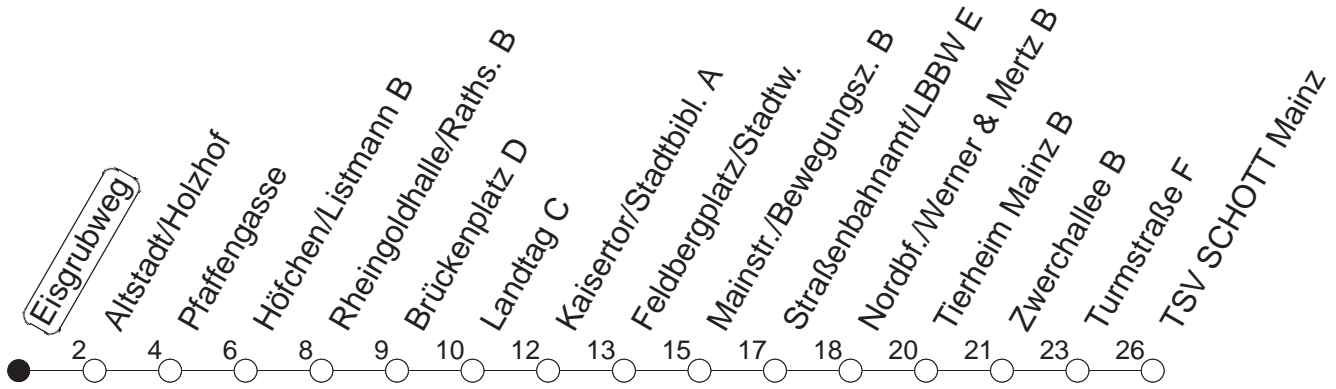 Eisgrubweg
Altstadt/Holzhof
Pfaffengasse
Höfchen/Listmann B
Rheingoldhalle/Raths. B
Brückenplatz D
Landtag C
Kaisertor/Stadtbibl. A
Feldbergplatz/Stadtw.
Mainstr./Bewegungsz. B
Straßenbahnamt/LBBW E
Nordbf./Werner & Mertz B
Tierheim Mainz B
Zwerchallee B
Turmstraße F
TSV SCHOTT Mainz
2 4 6 8 9 10 12 13 15 17 18 20 21 23 26